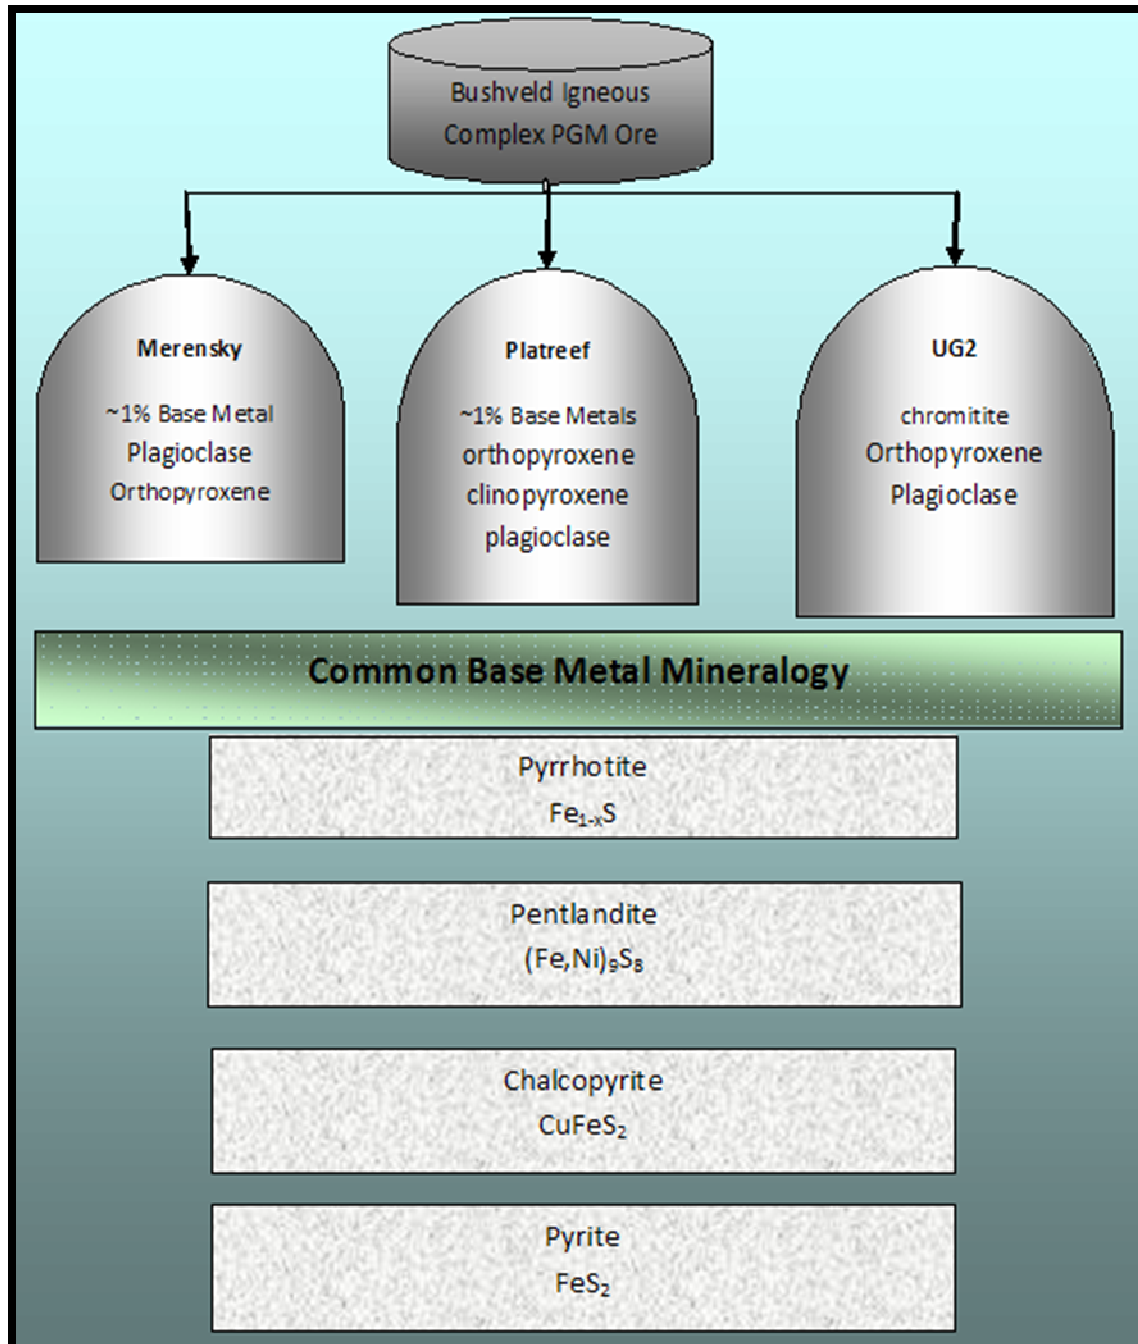 Bushveld Igneous
Complex PGM Ore
Merensky
~1% Base Metal
Plagioclase
Orthopyroxene
Platreef
~1% Base Metals
orthopyroxene
clinopyroxene
plagioclase
UG2
chromitite
Orthopyroxene
Plagioclase
Common Base Metal Mineralogy
Pyrrhotite
Fe₁₋ₓS
Pentlandite
(Fe,Ni)₉S₈
Chalcopyrite
CuFeS₂
Pyrite
FeS₂